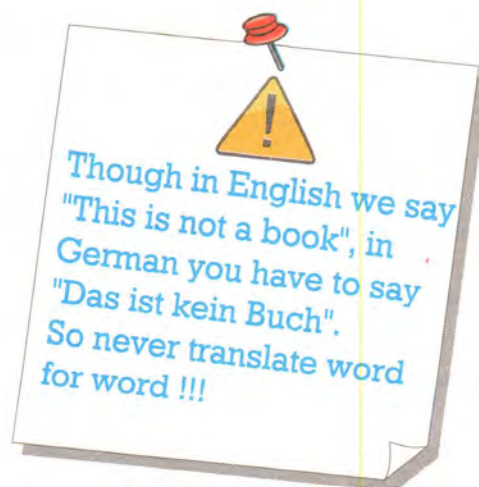 Though in English we say
"This is not a book", in
German you have to say
"Das ist kein Buch".
So never translate word
for word !!!